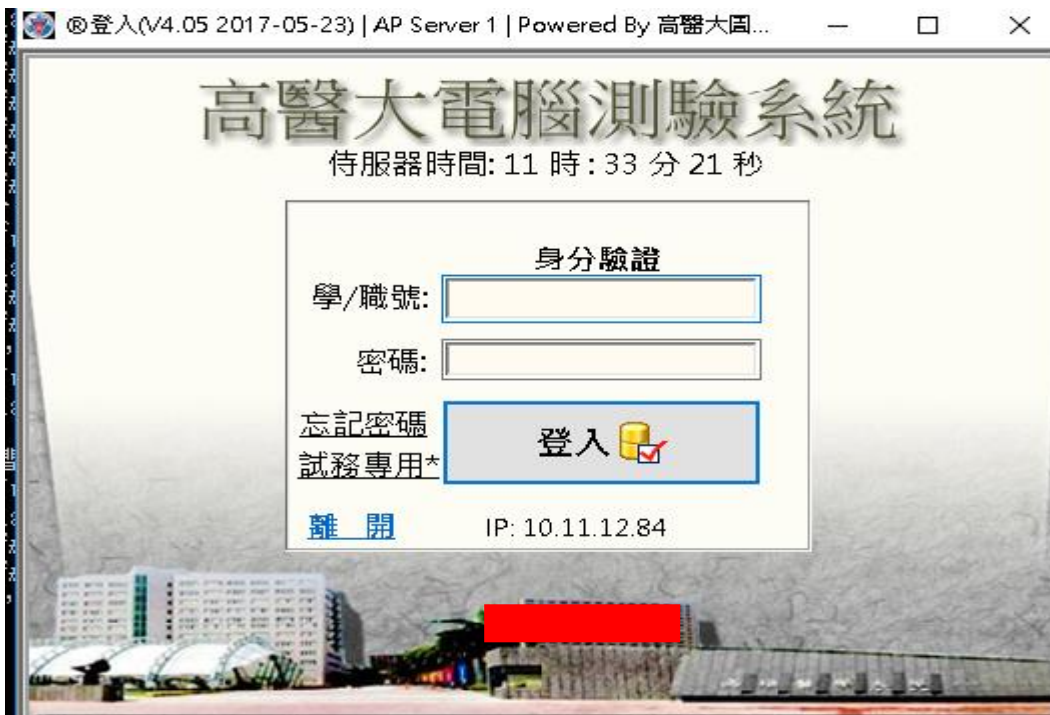 ®登入(V4.05 2017-05-23) | AP Server 1 | Powered By 高醫大圖...
高醫大電腦測驗系統
伺服器時間: 11 時 : 33 分 21 秒
身分驗證
學/職號:
密碼:
忘記密碼
登入
試務專用*
離 開
IP: 10.11.12.84